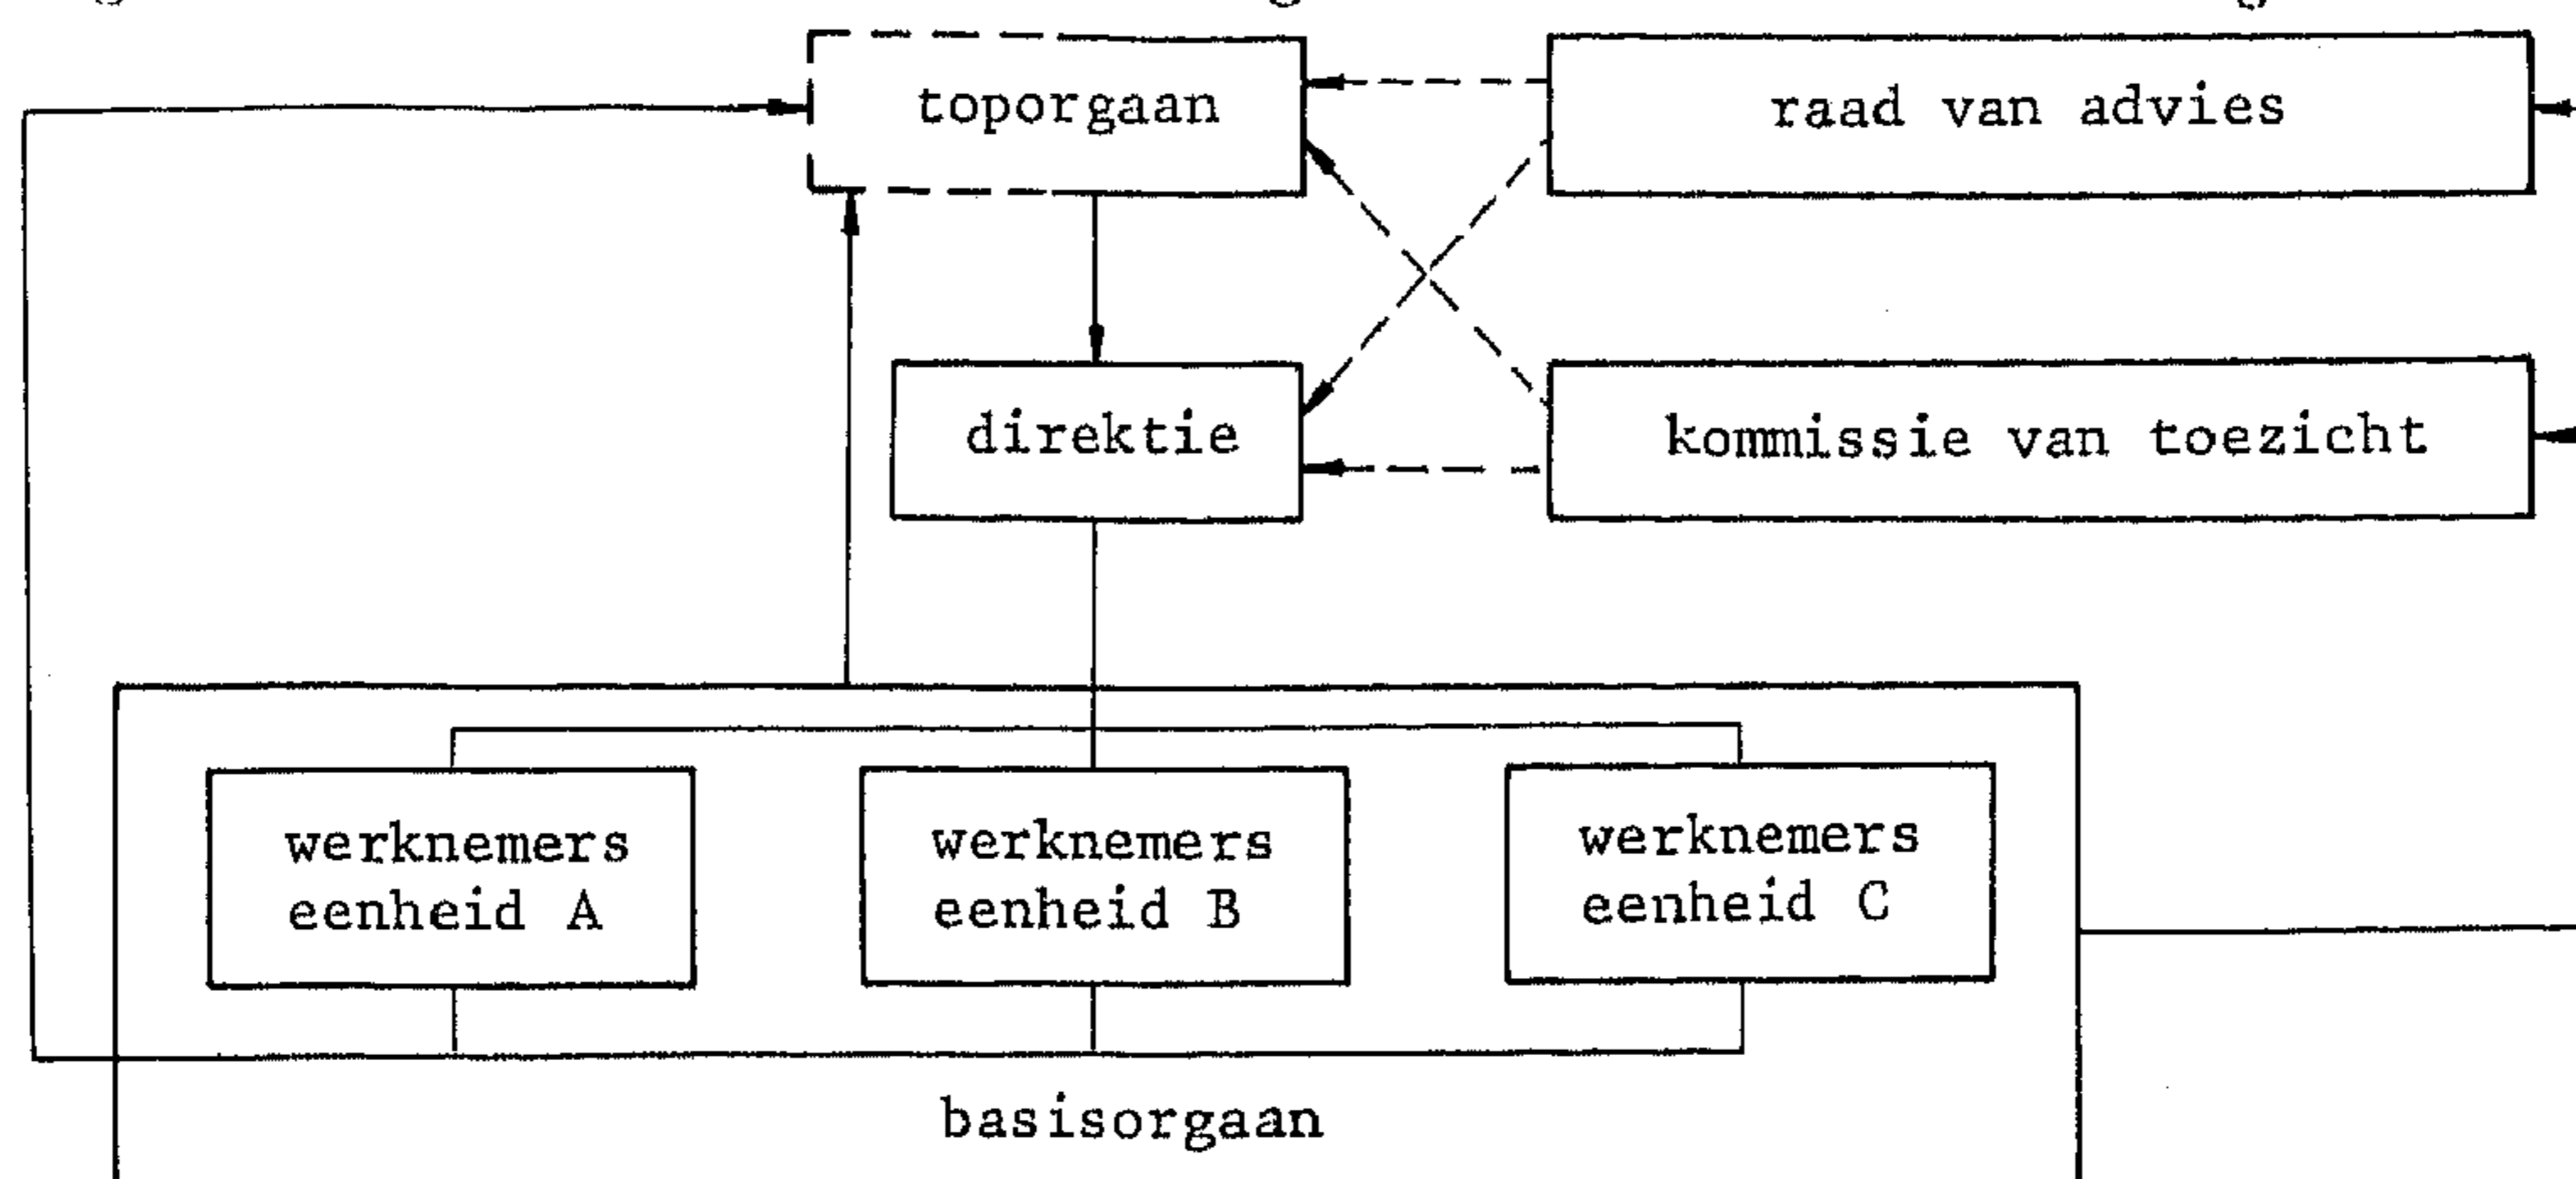 toporgaan
raad van advies
direktie
kommissie van toezicht
werknemers
eenheid A
werknemers
eenheid B
werknemers
eenheid C
basisorgaan